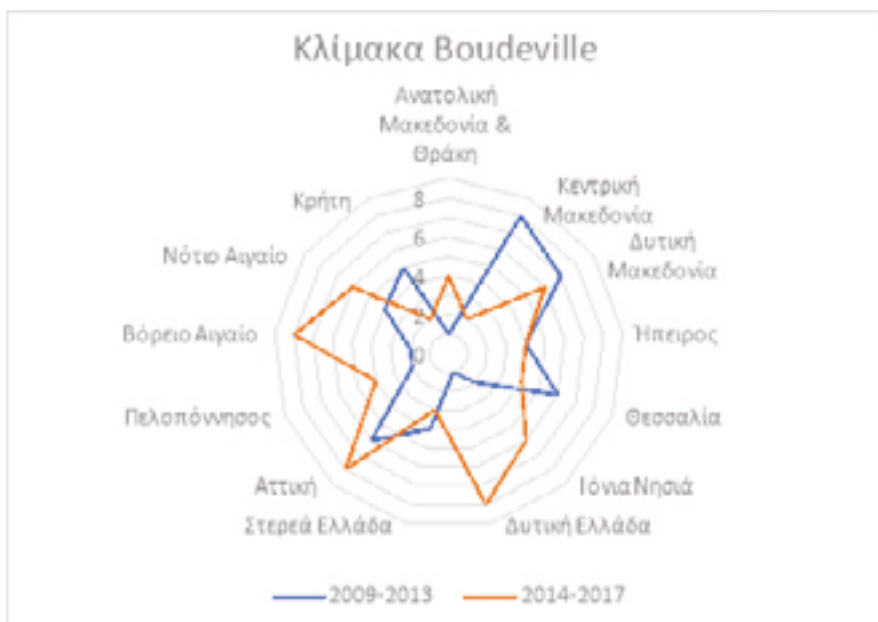 Κλίμακα Boudeville
Ανατολική
Μακεδονία &
Θράκη
Κεντρική
Μακεδονία
Δυτική
Μακεδονία
Ήπειρος
Θεσσαλία
Ιόνια Νησιά
Δυτική Ελλάδα
Στερεά Ελλάδα
Αττική
Πελοπόννησος
Βόρειο Αιγαίο
Νότιο Αιγαίο
Κρήτη
8
6
4
2
0
2009-2013
2014-2017